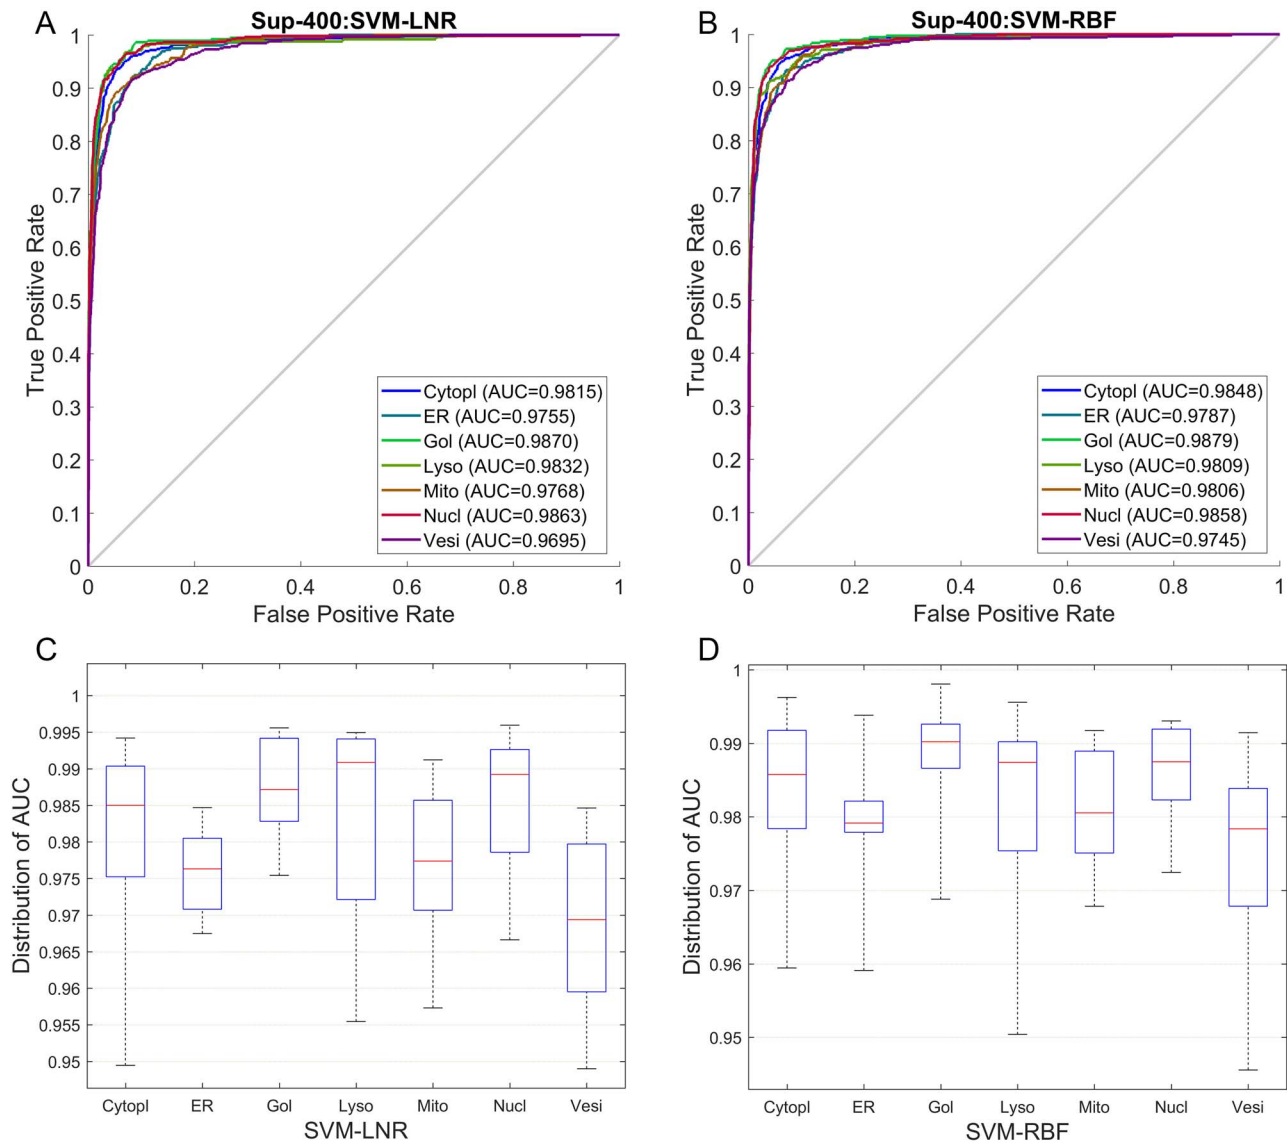 A
Sup-400:SVM-LNR
1
0.9
0.8
0.7
0.6
0.5
0.4
0.3
0.2
0.1
0
True Positive Rate
Cytopl (AUC=0.9815)
ER (AUC=0.9755)
Gol (AUC=0.9870)
Lyso (AUC=0.9832)
Mito (AUC=0.9768)
Nucl (AUC=0.9863)
Vesi (AUC=0.9695)
0 0.2 0.4 0.6 0.8 1
False Positive Rate
B
Sup-400:SVM-RBF
1
0.9
0.8
0.7
0.6
0.5
0.4
0.3
0.2
0.1
0
True Positive Rate
Cytopl (AUC=0.9848)
ER (AUC=0.9787)
Gol (AUC=0.9879)
Lyso (AUC=0.9809)
Mito (AUC=0.9806)
Nucl (AUC=0.9858)
Vesi (AUC=0.9745)
0 0.2 0.4 0.6 0.8 1
False Positive Rate
C
1
0.995
0.99
0.985
0.98
0.975
0.97
0.965
0.96
0.955
0.95
Distribution of AUC
Cytopl ER Gol Lyso Mito Nucl Vesi
SVM-LNR
D
1
0.99
0.98
0.97
0.96
0.95
Distribution of AUC
Cytopl ER Gol Lyso Mito Nucl Vesi
SVM-RBF